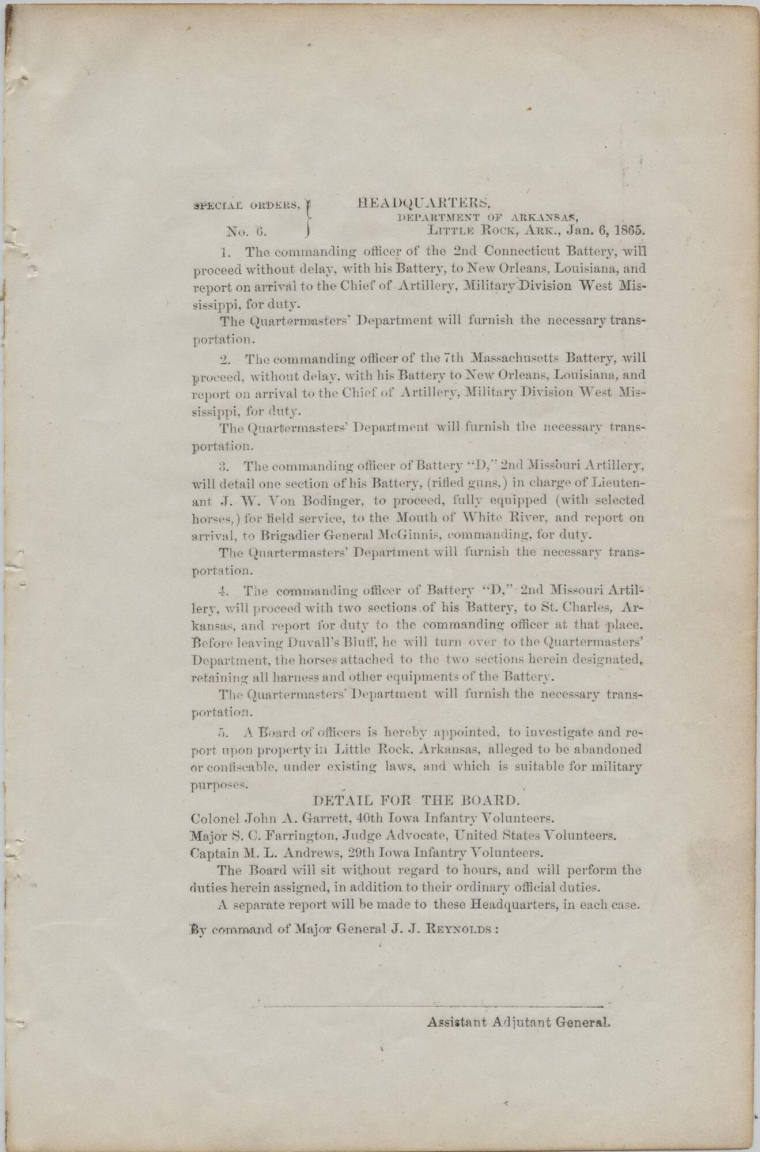 SPECIAL ORDERS, } HEADQUARTERS,
DEPARTMENT OF ARKANSAS,
No. 6. LITTLE ROCK, ARK., Jan. 6, 1865.
1. The commanding officer of the 2nd Connecticut Battery, will
proceed without delay, with his Battery, to New Orleans, Louisiana, and
report on arrival to the Chief of Artillery, Military Division West Mis-
sissippi, for duty.
The Quartermasters' Department will furnish the necessary trans-
portation.
2. The commanding officer of the 7th Massachusetts Battery, will
proceed, without delay, with his Battery to New Orleans, Louisiana, and
report on arrival to the Chief of Artillery, Military Division West Mis-
sissippi, for duty.
The Quartermasters' Department will furnish the necessary trans-
portation.
3. The commanding officer of Battery "D," 2nd Missouri Artillery,
will detail one section of his Battery, (rifled guns,) in charge of Lieuten-
ant J. W. Von Bodinger, to proceed, fully equipped (with selected
horses,) for field service, to the Mouth of White River, and report on
arrival, to Brigadier General McGinnis, commanding, for duty.
The Quartermasters' Department will furnish the necessary trans-
portation.
4. The commanding officer of Battery "D," 2nd Missouri Artil-
lery, will proceed with two sections of his Battery, to St. Charles, Ar-
kansas, and report for duty to the commanding officer at that place.
Before leaving Duvall's Bluff, he will turn over to the Quartermasters'
Department, the horses attached to the two sections herein designated,
retaining all harness and other equipments of the Battery.
The Quartermasters' Department will furnish the necessary trans-
portation.
5. A Board of officers is hereby appointed, to investigate and re-
port upon property in Little Rock, Arkansas, alleged to be abandoned
or confiscable, under existing laws, and which is suitable for military
purposes.
DETAIL FOR THE BOARD.
Colonel John A. Garrett, 40th Iowa Infantry Volunteers.
Major S. C. Farrington, Judge Advocate, United States Volunteers.
Captain M. L. Andrews, 29th Iowa Infantry Volunteers.
The Board will sit without regard to hours, and will perform the
duties herein assigned, in addition to their ordinary official duties.
A separate report will be made to these Headquarters, in each case.
By command of Major General J. J. REYNOLDS :
Assistant Adjutant General.